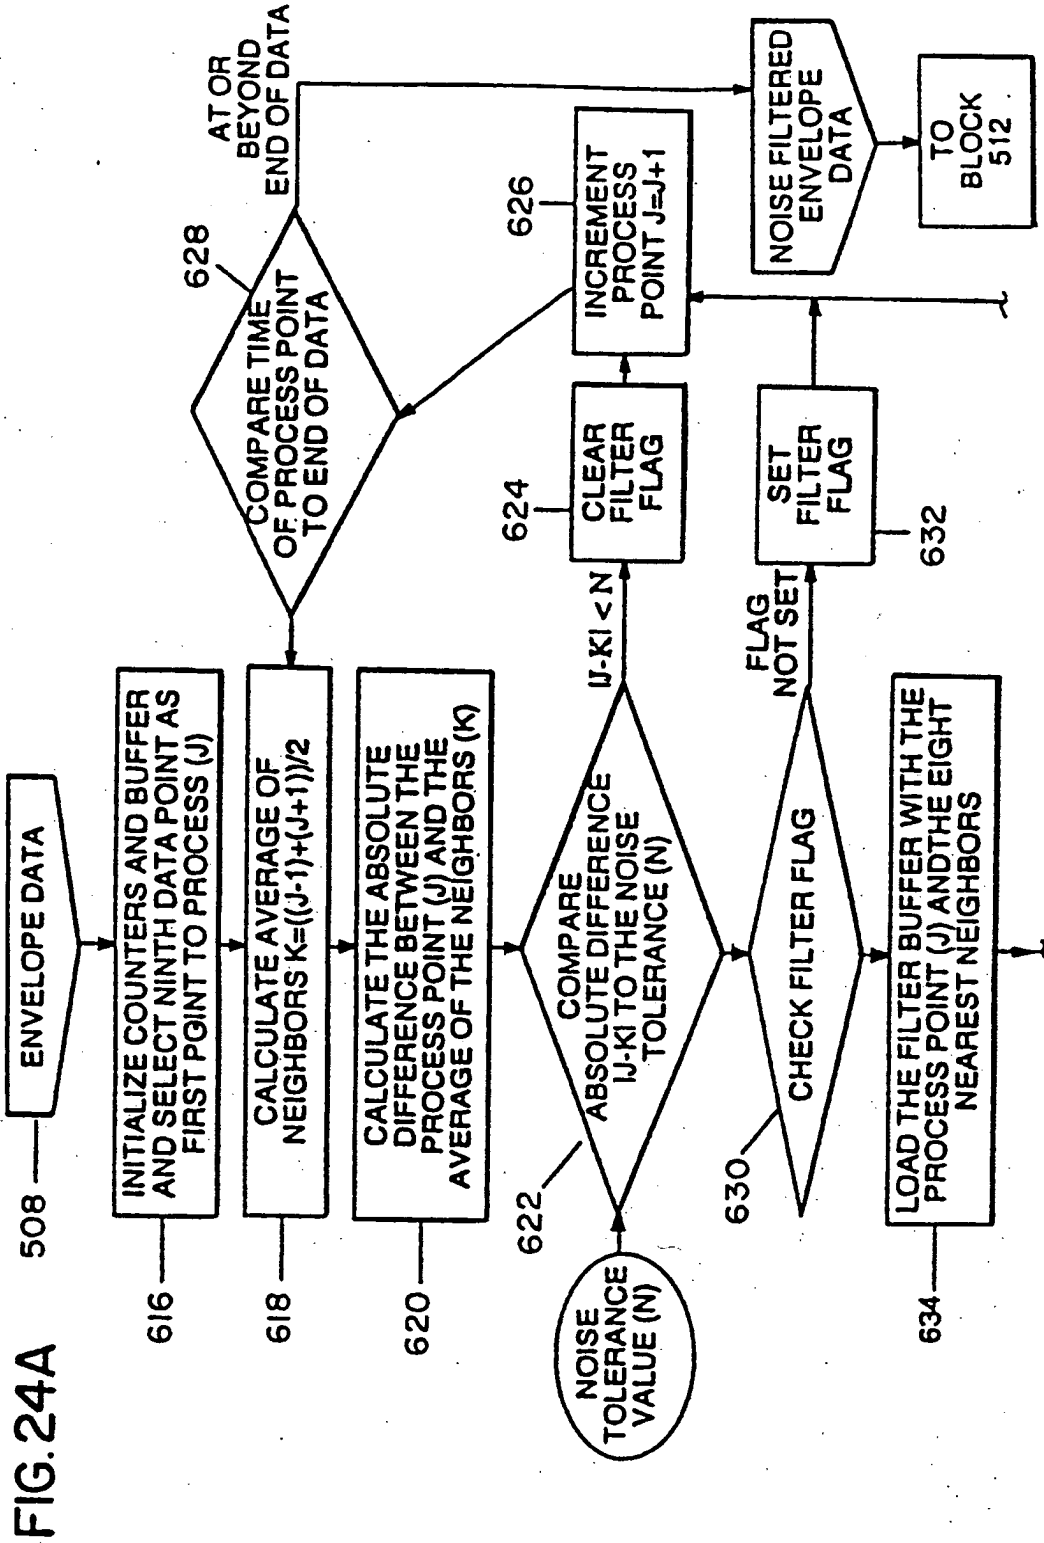 FIG.24A
508
ENVELOPE DATA
616
INITIALIZE COUNTERS AND BUFFER
AND SELECT NINTH DATA POINT AS
FIRST POINT TO PROCESS (J)
618
CALCULATE AVERAGE OF
NEIGHBORS K=((J-1)+(J+1))/2
620
CALCULATE THE ABSOLUTE
DIFFERENCE BETWEEN THE
PROCESS POINT (J) AND THE
AVERAGE OF THE NEIGHBORS (K)
628
COMPARE TIME
OF PROCESS POINT
TO END OF DATA
AT OR
BEYOND
END OF DATA
NOISE
TOLERANCE
VALUE (N)
622
COMPARE
ABSOLUTE DIFFERENCE
|J-K| TO THE NOISE
TOLERANCE (N)
|J-K| < N
624
CLEAR
FILTER
FLAG
626
INCREMENT
PROCESS
POINT J=J+1
630
CHECK FILTER FLAG
FLAG
NOT SET
SET
FILTER
FLAG
632
NOISE FILTERED
ENVELOPE
DATA
TO
BLOCK
512
634
LOAD THE FILTER BUFFER WITH THE
PROCESS POINT (J) ANDTHE EIGHT
NEAREST NEIGHBORS